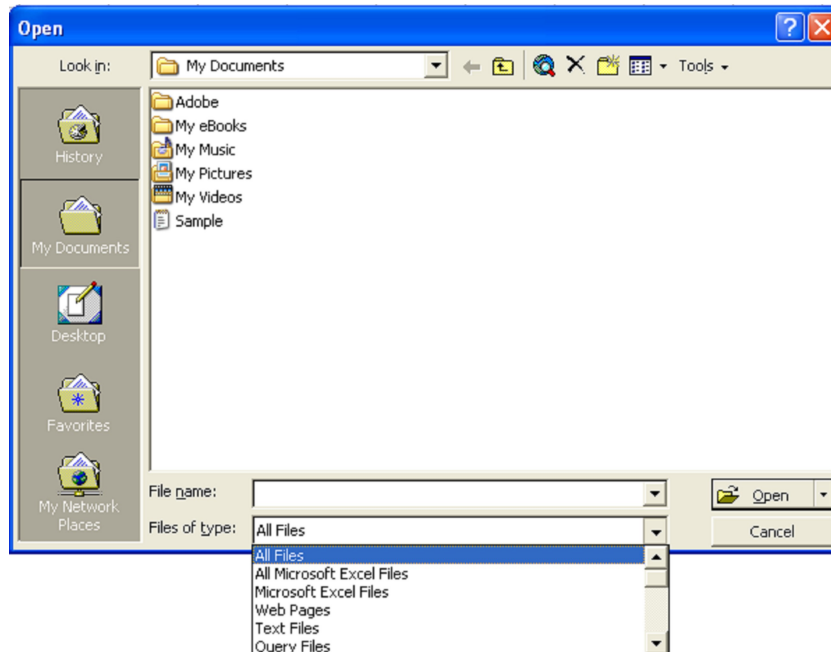 Open
Look in:
My Documents
Tools
History
My Documents
Desktop
Favorites
My Network
Places
Adobe
My eBooks
My Music
My Pictures
My Videos
Sample
File name:
Open
Files of type:
All Files
Cancel
All Files
All Microsoft Excel Files
Microsoft Excel Files
Web Pages
Text Files
Query Files